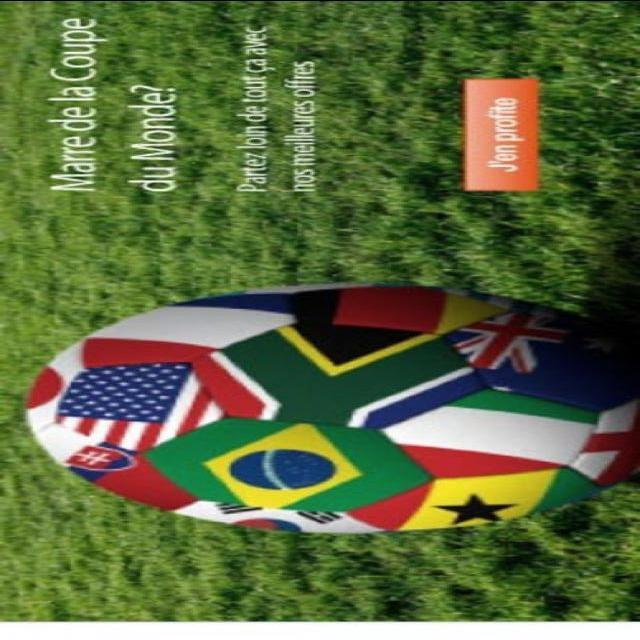 Marre de la Coupe
du Monde?
Partez loin de tout ça avec
nos meilleures offres
J'en profite